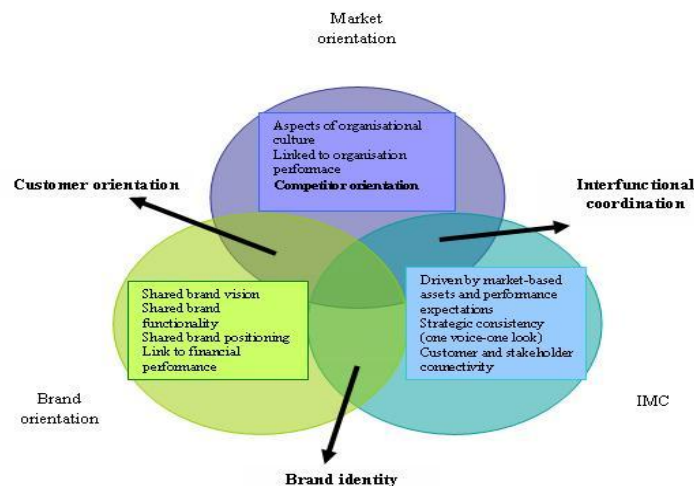 Market
orientation
Aspects of organisational
culture
Linked to organisation
performace
Competitor orientation
Customer orientation
Interfunctional
coordination
Shared brand vision
Shared brand
functionality
Shared brand positioning
Link to financial
performance
Driven by market-based
assets and performance
expectations
Strategic consistency
(one voice-one look)
Customer and stakeholder
connectivity
Brand
orientation
IMC
Brand identity